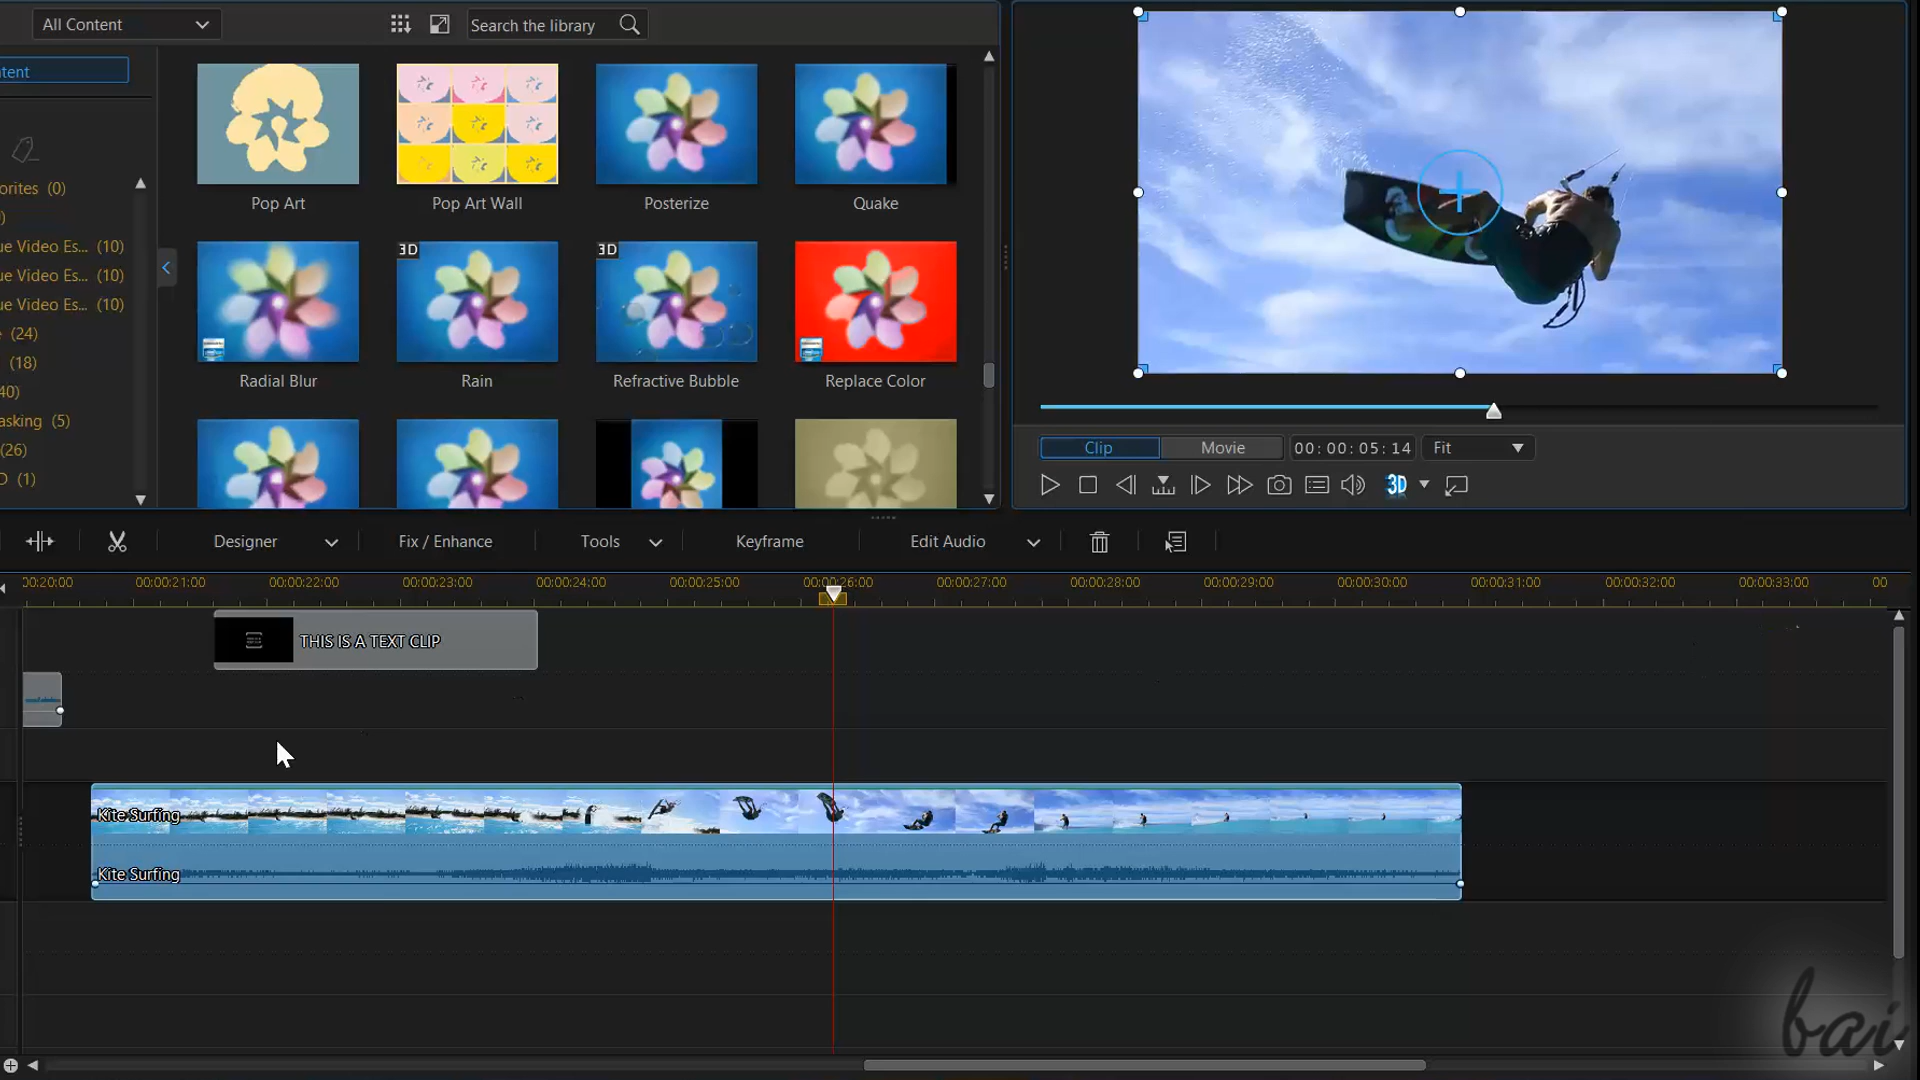 All Content
Search the library
tent
Pop Art
Pop Art Wall
Posterize
Quake
orites (0)
ue Video Es... (10)
ue Video Es... (10)
ue Video Es... (10)
(24)
(18)
40)
asking (5)
(26)
D (1)
3D
3D
Radial Blur
Rain
Refractive Bubble
Replace Color
Clip
Movie
00:00:05:14
Fit
3D
Designer
Fix / Enhance
Tools
Keyframe
Edit Audio
00:20:00
00:00:21:00
00:00:22:00
00:00:23:00
00:00:24:00
00:00:25:00
00:00:26:00
00:00:27:00
00:00:28:00
00:00:29:00
00:00:30:00
00:00:31:00
00:00:32:00
00:00:33:00
00
THIS IS A TEXT CLIP
Kite Surfing
Kite Surfing
bai